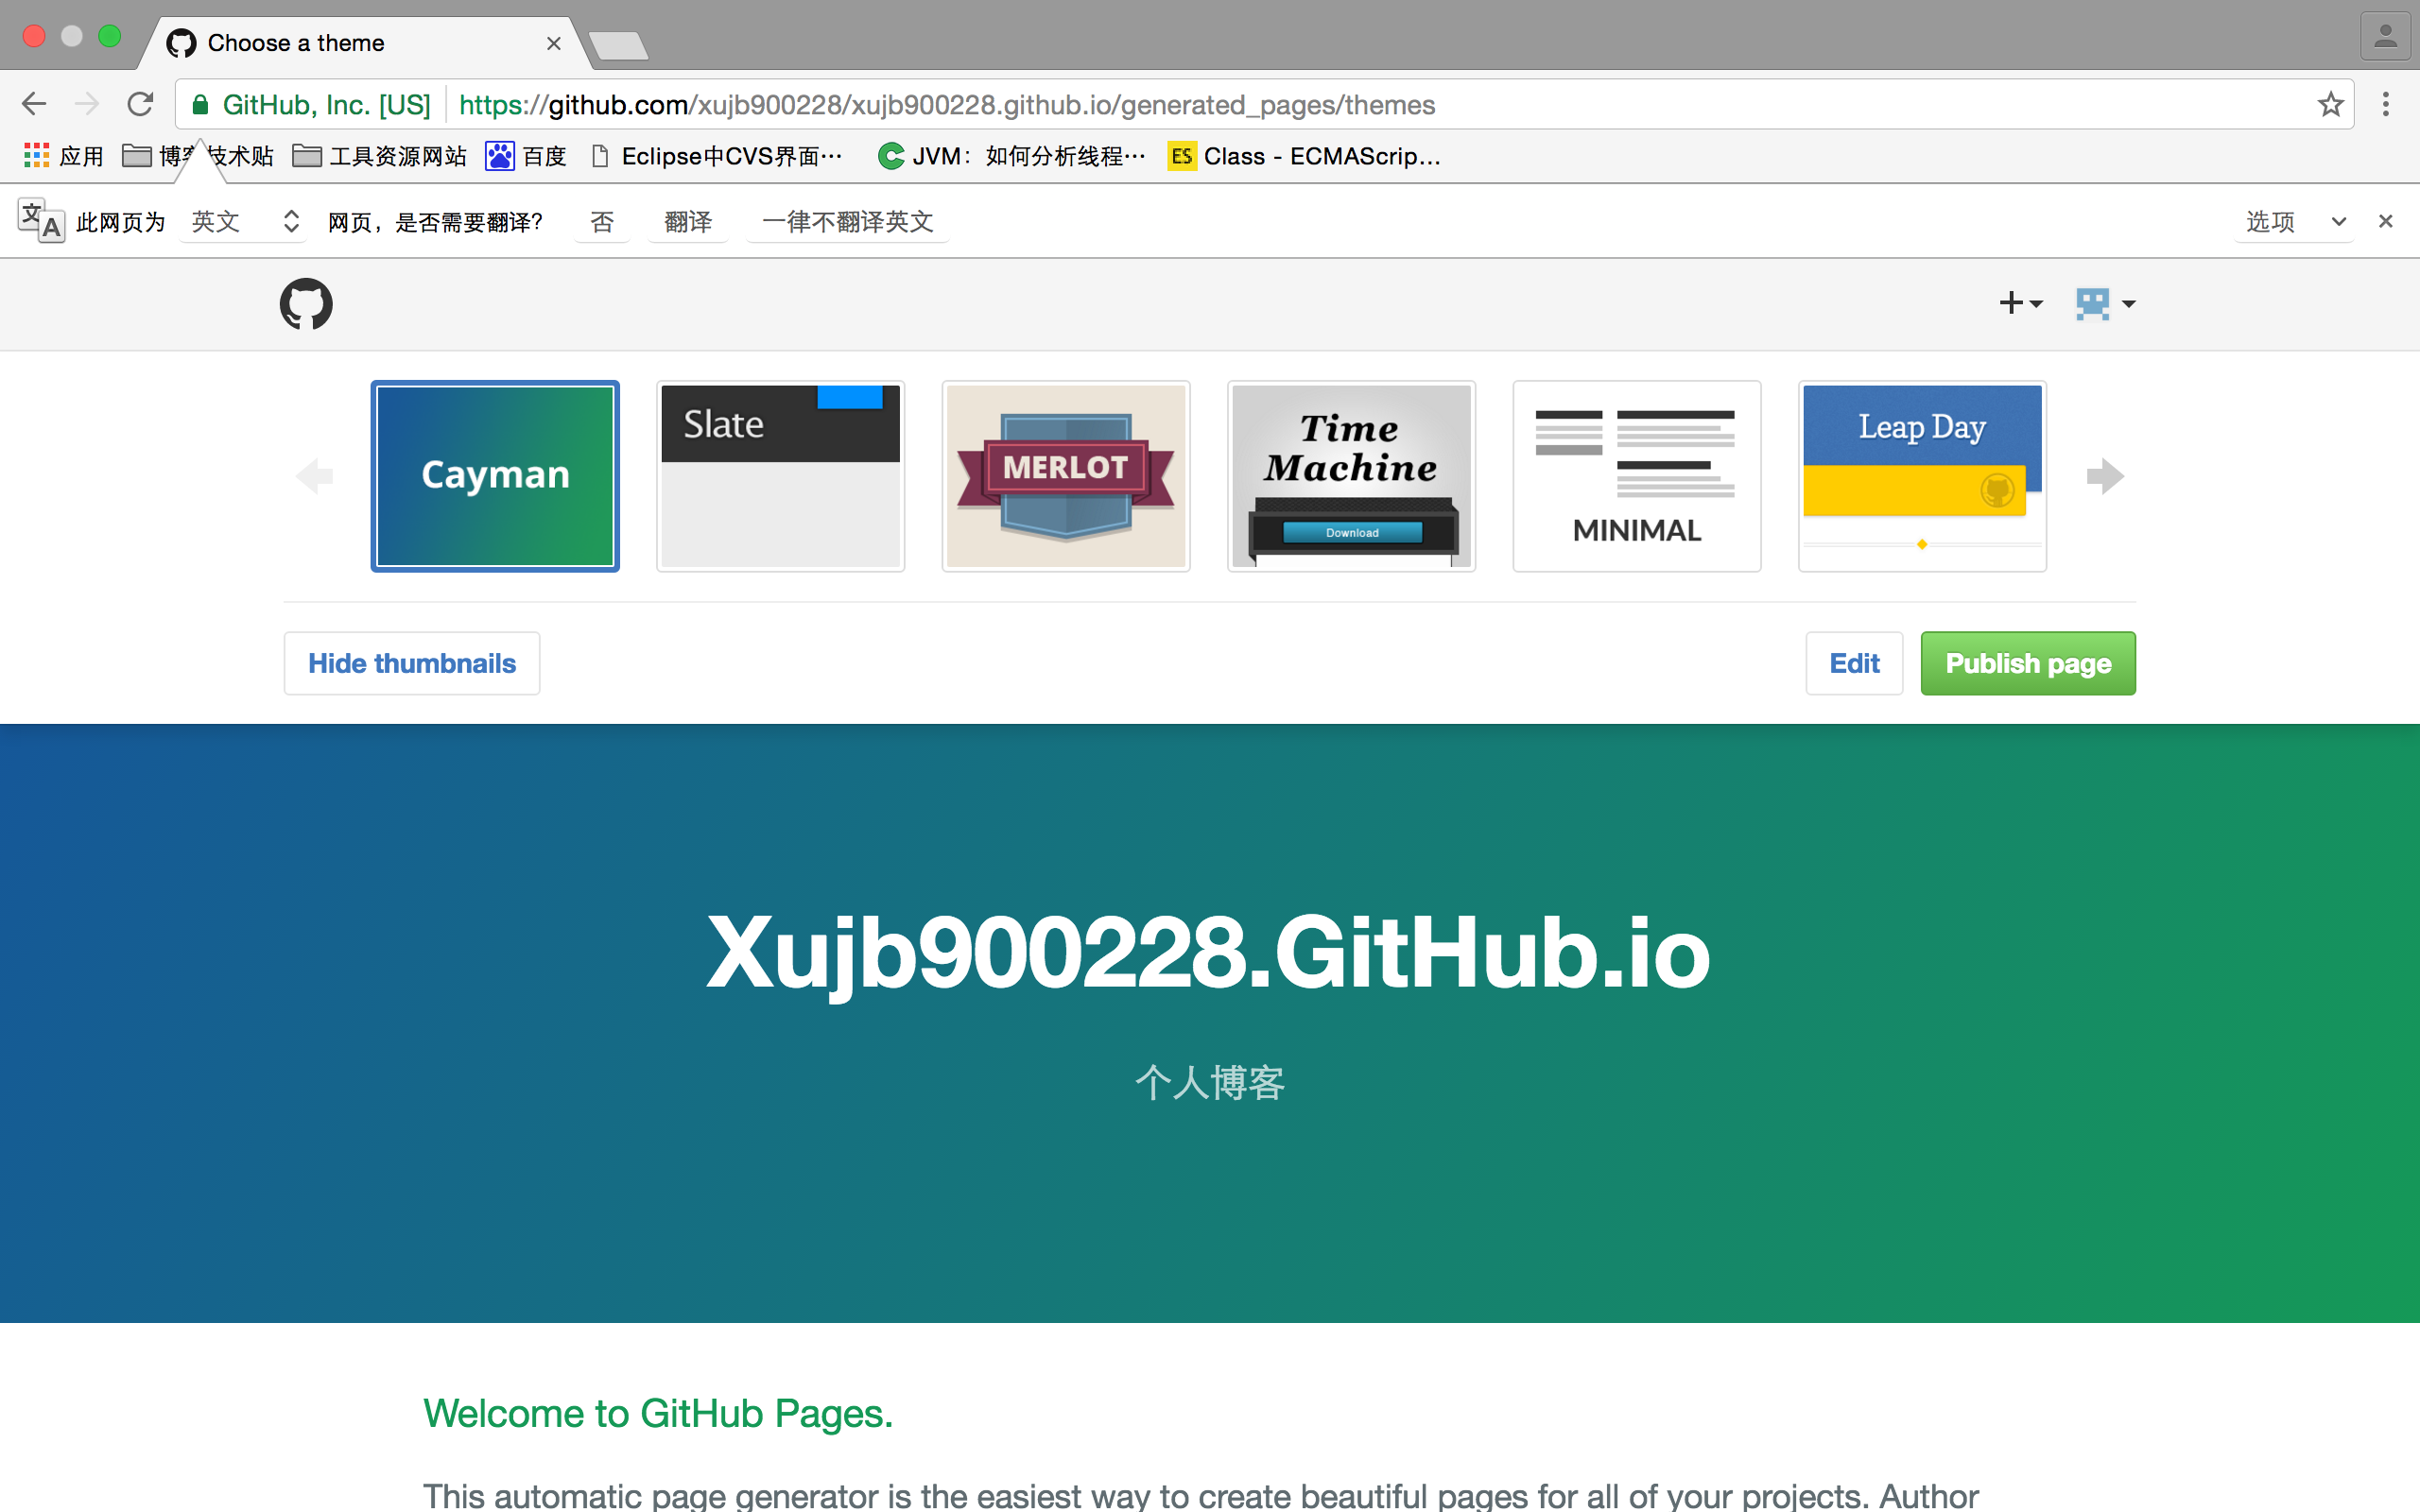 Choose a theme
GitHub, Inc. [US] https://github.com/xujb900228/xujb900228.github.io/generated_pages/themes
应用 博客技术贴 工具资源网站 百度 Eclipse中CVS界面… JVM：如何分析线程… ES Class - ECMAScrip…
文A 此网页为 英文 网页，是否需要翻译？ 否 翻译 一律不翻译英文 选项
Cayman
Slate
MERLOT
Time
Machine
Download
MINIMAL
Leap Day
Hide thumbnails Edit Publish page
Xujb900228.GitHub.io
个人博客
Welcome to GitHub Pages.
This automatic page generator is the easiest way to create beautiful pages for all of your projects. Author